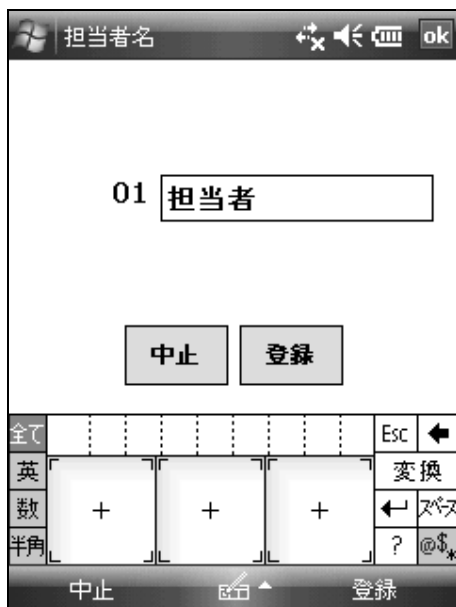 担当者名 ok
01 担当者
中止 登録
全て Esc
英 変換
数 スペース
半角 ? @$*
中止 登録